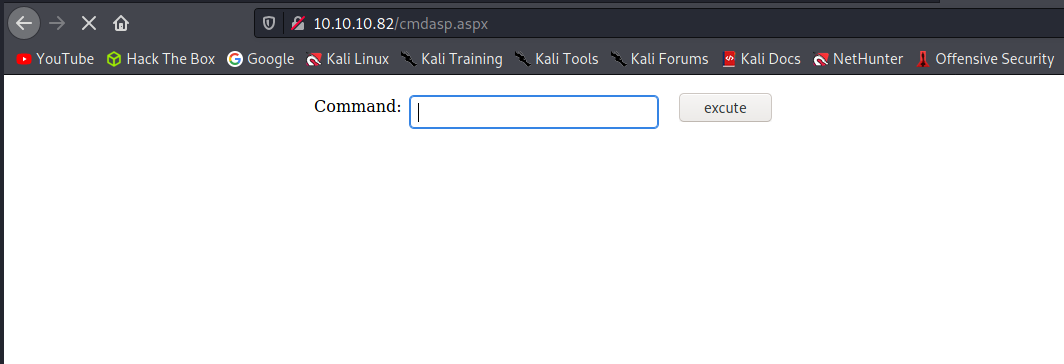 10.10.10.82/cmdasp.aspx
YouTube Hack The Box Google Kali Linux Kali Training Kali Tools Kali Forums Kali Docs NetHunter Offensive Security
Command: excute